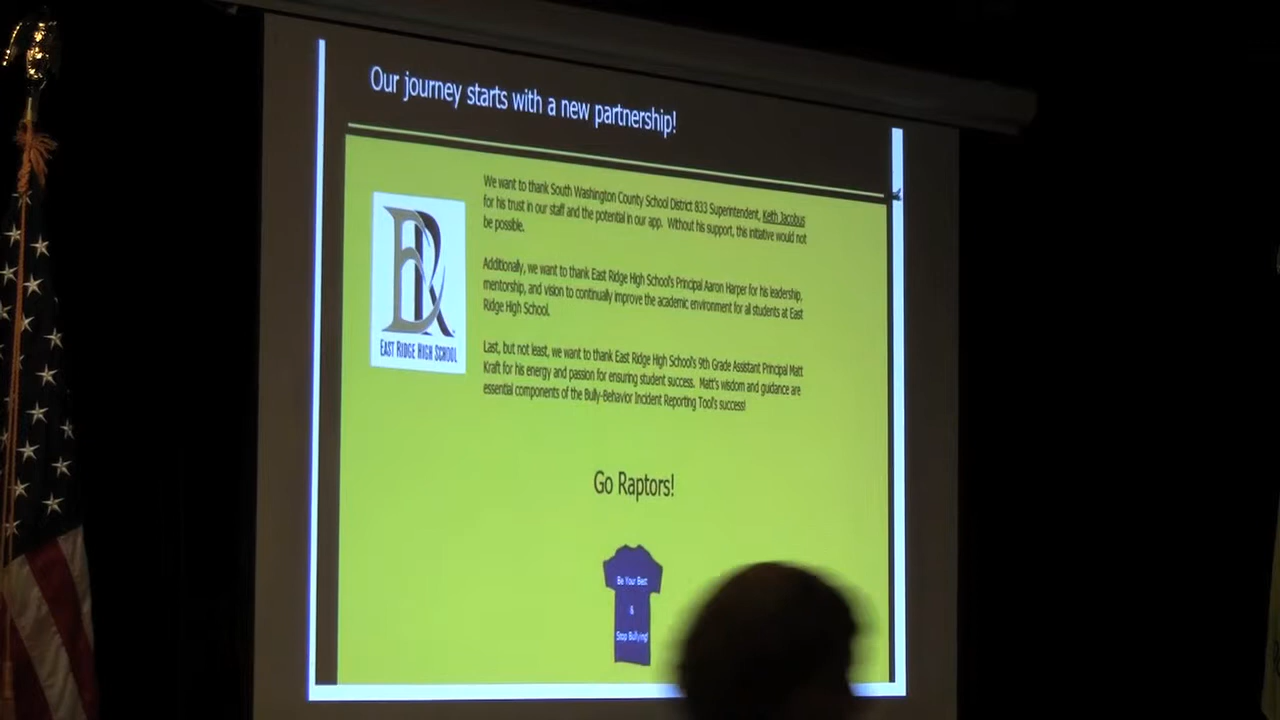 Our journey starts with a new partnership!
We want to thank South Washington County School District 833 Superintendent, Keith Jacobus
for his trust in our staff and the potential in our app. Without his support, this initiative would not
be possible.
Additionally, we want to thank East Ridge High School's Principal Aaron Harper for his leadership,
mentorship, and vision to continually improve the academic environment for all students at East
Ridge High School.
Last, but not least, we want to thank East Ridge High School's 9th Grade Assistant Principal Matt
Kraft for his energy and passion for ensuring student success. Matt's wisdom and guidance are
essential components of the Bully-Behavior Incident Reporting Tool's success!
ER
EAST RIDGE HIGH SCHOOL
Go Raptors!
Be Your Best
&
Stop Bullying!